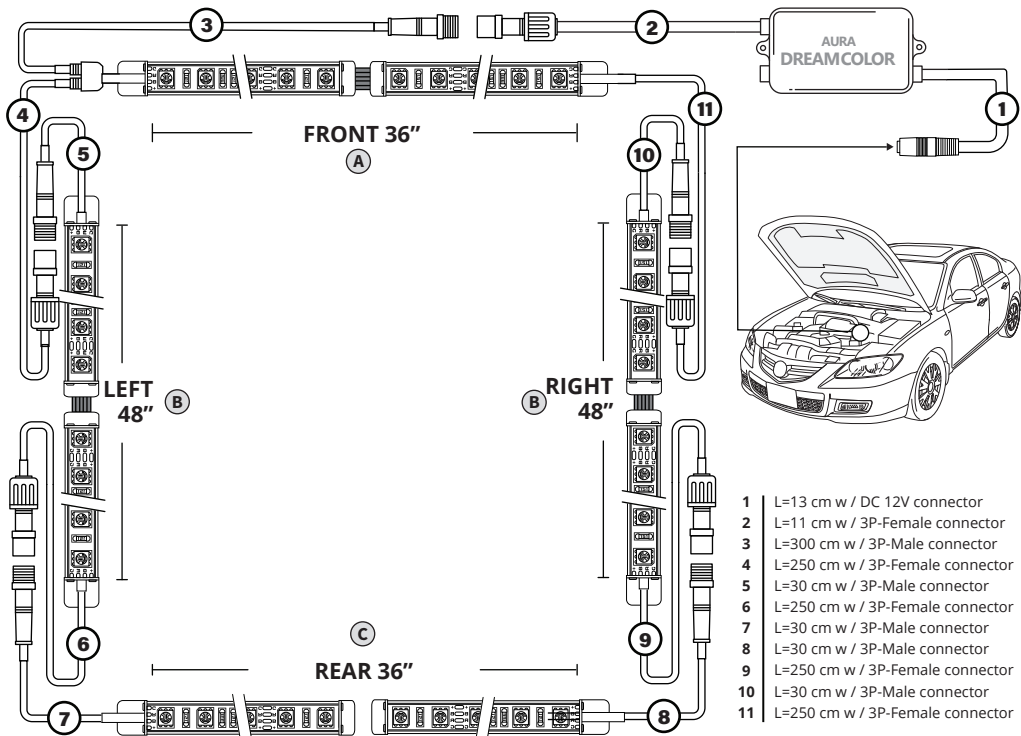 3
2
AURA
DREAMCOLOR
1
4
11
FRONT 36”
A
5
10
LEFT
48”
B
B
RIGHT
48”
6
9
C
REAR 36”
7
8
1 L=13 cm w / DC 12V connector
2 L=11 cm w / 3P-Female connector
3 L=300 cm w / 3P-Male connector
4 L=250 cm w / 3P-Female connector
5 L=30 cm w / 3P-Male connector
6 L=250 cm w / 3P-Female connector
7 L=30 cm w / 3P-Male connector
8 L=30 cm w / 3P-Male connector
9 L=250 cm w / 3P-Female connector
10 L=30 cm w / 3P-Male connector
11 L=250 cm w / 3P-Female connector